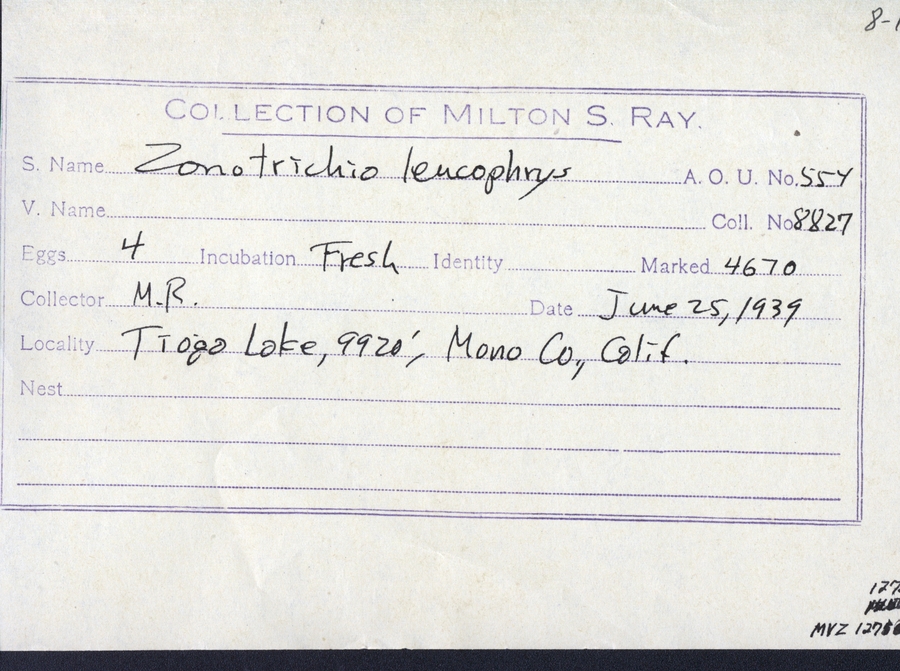 8-1
COLLECTION OF MILTON S. RAY.
S. Name Zonotrichia leucophrys A. O. U. No. 554
V. Name Coll. No 8827
Eggs 4 Incubation Fresh Identity Marked 4670
Collector M.R. Date June 25, 1939
Locality Tioga Lake, 9920', Mono Co., Calif.
Nest
127
MVZ